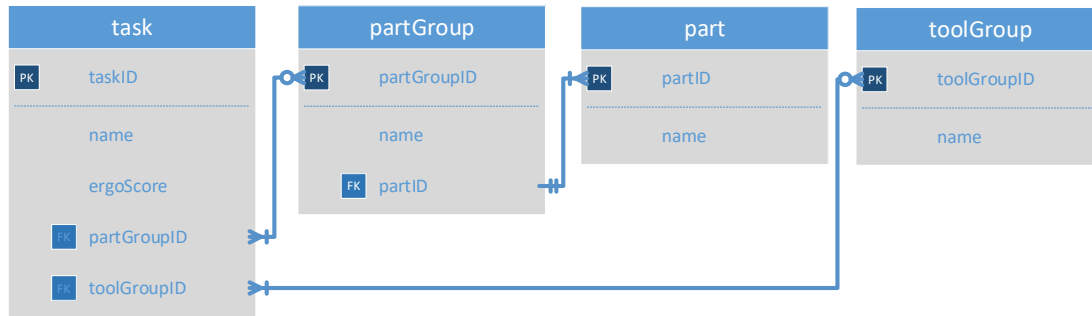 task
PK taskID
name
ergoScore
FK partGroupID
FK toolGroupID
partGroup
PK partGroupID
name
FK partID
part
PK partID
name
toolGroup
PK toolGroupID
name